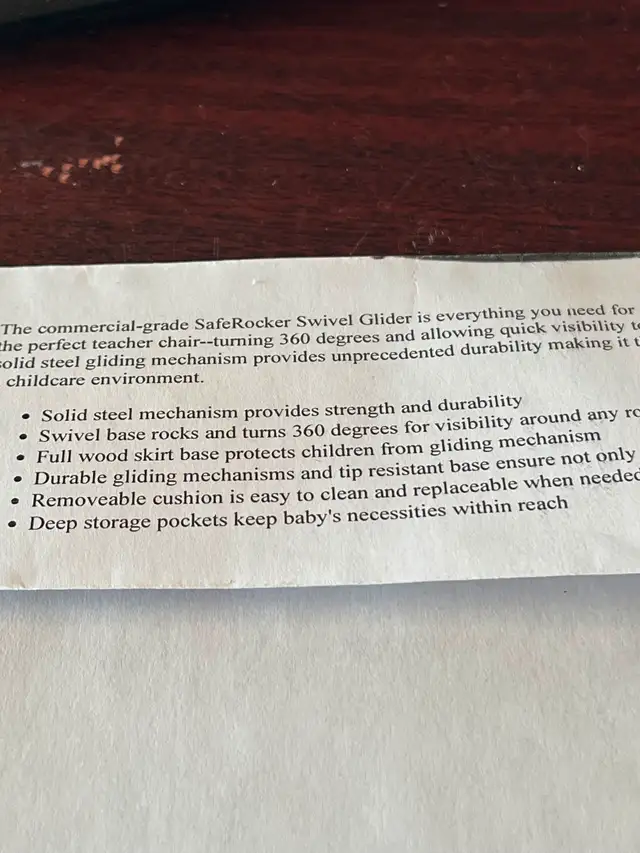 The commercial-grade SafeRocker Swivel Glider is everything you need for
the perfect teacher chair--turning 360 degrees and allowing quick visibility
solid steel gliding mechanism provides unprecedented durability making it
childcare environment.
• Solid steel mechanism provides strength and durability
• Swivel base rocks and turns 360 degrees for visibility around any
• Full wood skirt base protects children from gliding mechanism
• Durable gliding mechanisms and tip resistant base ensure not only
• Removeable cushion is easy to clean and replaceable when needed
• Deep storage pockets keep baby's necessities within reach